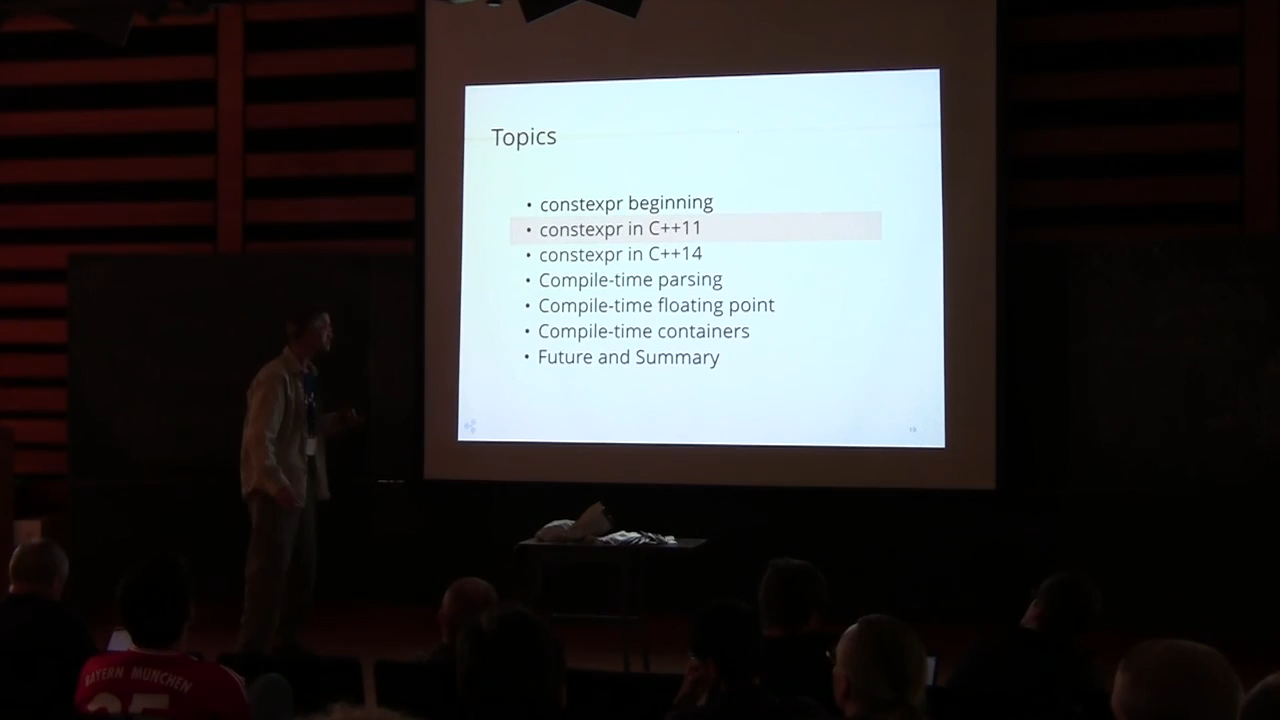 Topics
• constexpr beginning
• constexpr in C++11
• constexpr in C++14
• Compile-time parsing
• Compile-time floating point
• Compile-time containers
• Future and Summary
BAYERN MÜNCHEN